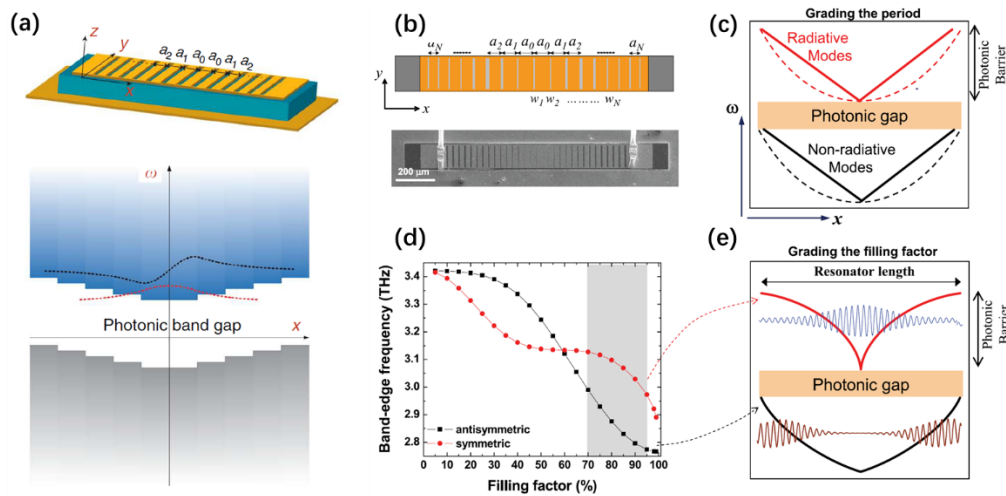 (a)
z
y
x
a₂
a₁
a₀
a₀
a₁
a₂
ω
Photonic band gap
x
(b)
a_N ...... a₂ a₁ a₀ a₀ a₁ a₂ ...... a_N
y
x
w₁ w₂ ......... w_N
200 μm
(c)
Grading the period
Radiative
Modes
Photonic
Barrier
ω
Photonic gap
Non-radiative
Modes
x
(d)
Band-edge frequency (THz)
3.4
3.3
3.2
3.1
3.0
2.9
2.8
antisymmetric
symmetric
0 10 20 30 40 50 60 70 80 90 100
Filling factor (%)
(e)
Grading the filling factor
Resonator length
Photonic
Barrier
Photonic gap